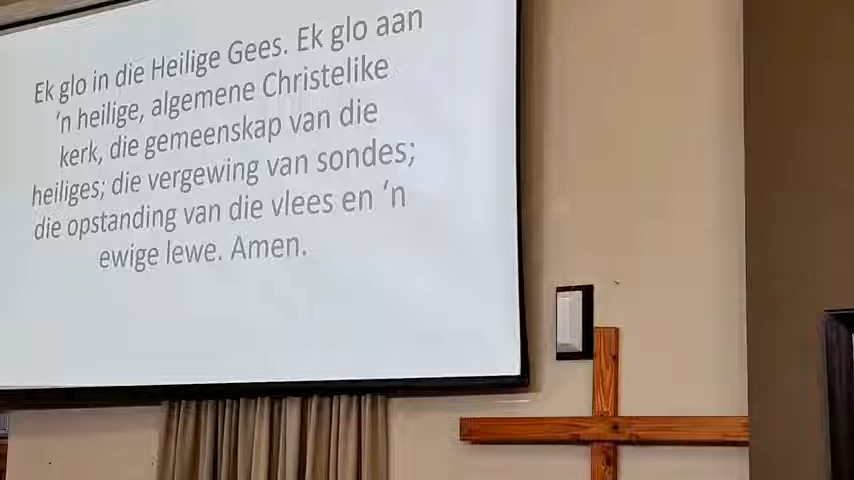 Ek glo in die Heilige Gees. Ek glo aan
‘n heilige, algemene Christelike
kerk, die gemeenskap van die
heiliges; die vergewing van sondes;
die opstanding van die vlees en ‘n
ewige lewe. Amen.